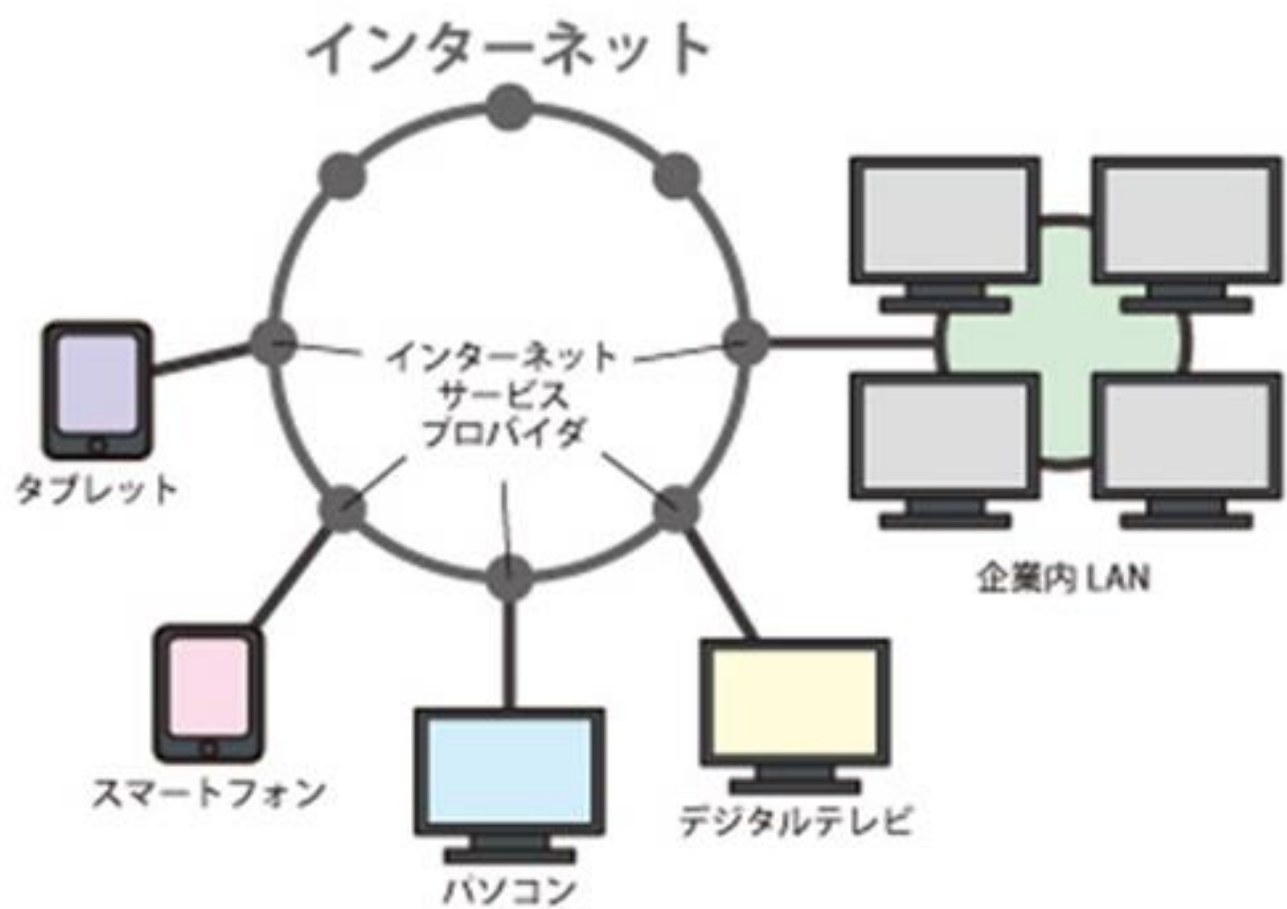 インターネット
インターネット
サービス
プロバイダ
タブレット
企業内 LAN
スマートフォン
デジタルテレビ
パソコン